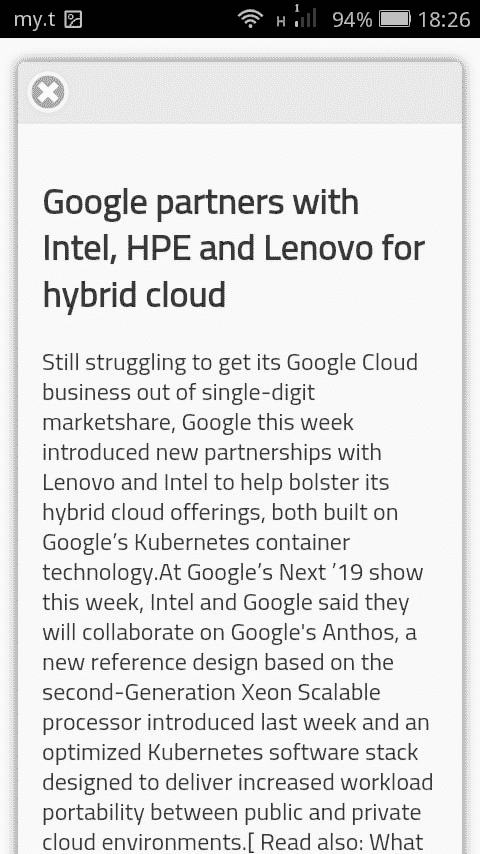 my.t H 1 94% 18:26
Google partners with
Intel, HPE and Lenovo for
hybrid cloud
Still struggling to get its Google Cloud
business out of single-digit
marketshare, Google this week
introduced new partnerships with
Lenovo and Intel to help bolster its
hybrid cloud offerings, both built on
Google’s Kubernetes container
technology.At Google’s Next ’19 show
this week, Intel and Google said they
will collaborate on Google's Anthos, a
new reference design based on the
second-Generation Xeon Scalable
processor introduced last week and an
optimized Kubernetes software stack
designed to deliver increased workload
portability between public and private
cloud environments.[ Read also: What